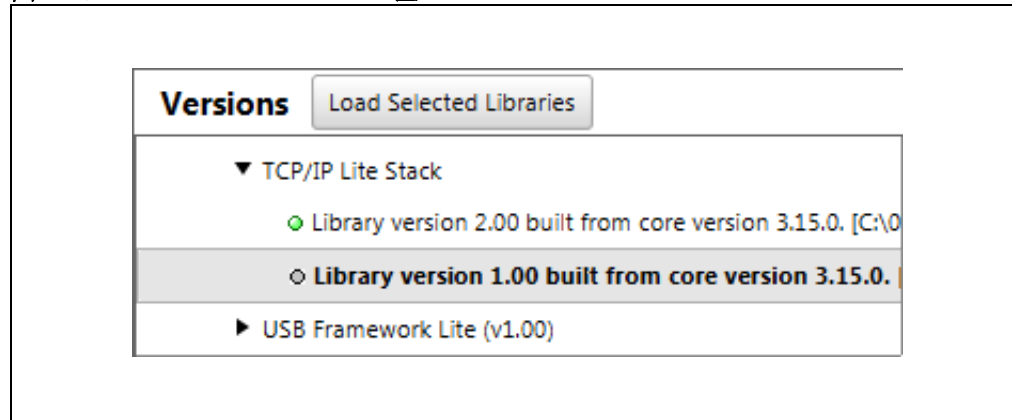 Versions Load Selected Libraries
TCP/IP Lite Stack
Library version 2.00 built from core version 3.15.0. [C:\0
Library version 1.00 built from core version 3.15.0. [
USB Framework Lite (v1.00)